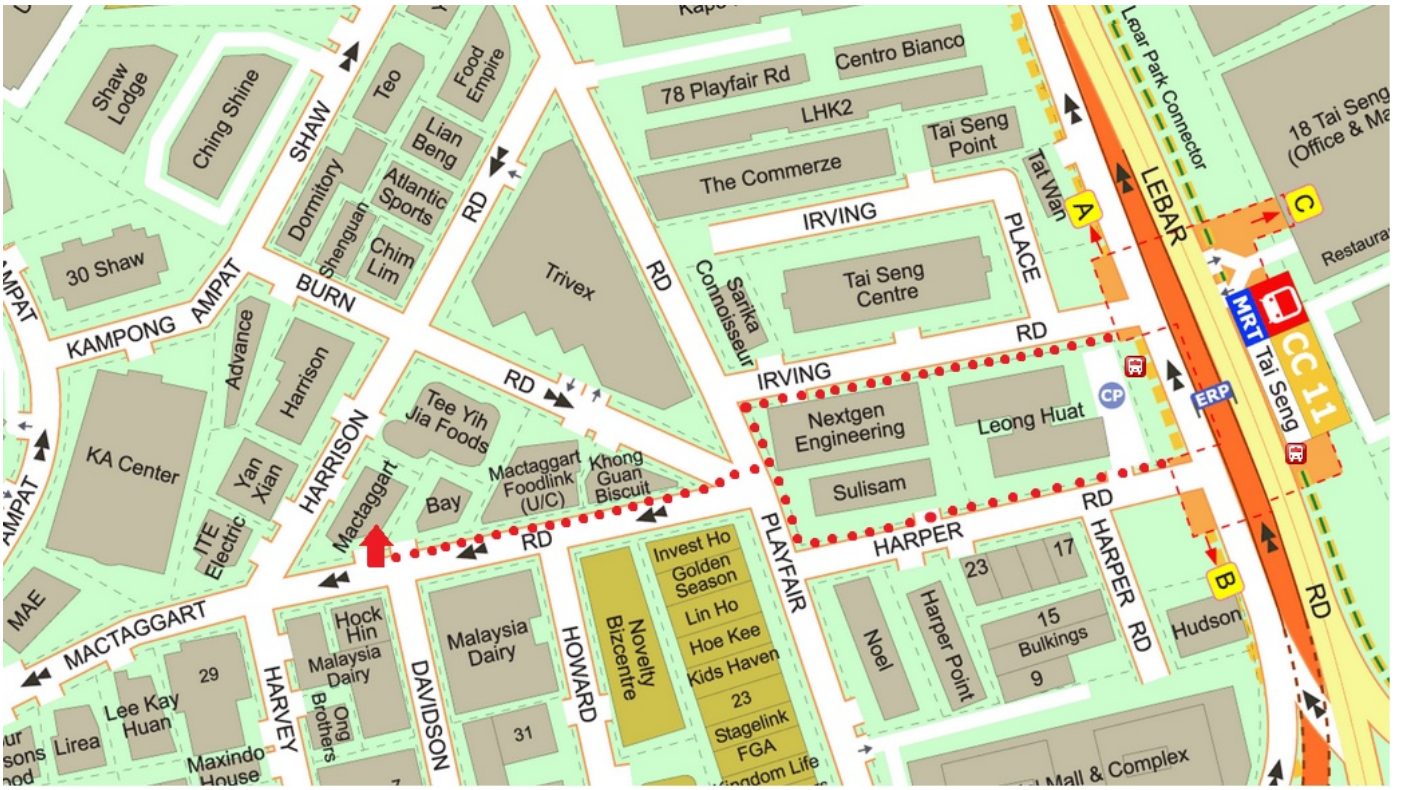 Shaw
Lodge
Ching Shine
SHAW
Teo
Food
Empire
Lian
Beng
Atlantic
Sports
Dormitory
Shenguan
Chim
Lim
RD
78 Playfair Rd
Centro Bianco
LHK2
Tai Seng
Point
The Commerze
Tat Wan
IRVING
PLACE
A
LEBAR
Park Connector
18 Tai Seng
(Office & Ma
C
Restaura
30 Shaw
KAMPONG
AMPAT
AMPAT
BURN
Trivex
RD
Sarika
Connoisseur
Tai Seng
Centre
RD
IRVING
MRT
Tai Seng
CC 11
ERP
CP
Advance
Harrison
HARRISON
RD
Tee Yih
Jia Foods
Nextgen
Engineering
Leong Huat
KA Center
Yan
Xian
ITE
Electric
Mactaggart
Bay
Mactaggart
Foodlink
(U/C)
Khong
Guan
Biscuit
Sulisam
AMPAT
RD
HARPER
RD
PLAYFAIR
HARPER
RD
B
RD
MAE
MACTAGGART
Hock
Hin
Malaysia
Dairy
Malaysia
Dairy
Novelty
Bizcentre
Invest Ho
Golden
Season
Lin Ho
Hoe Kee
Kids Haven
23
Stagelink
FGA
Kingdom Life
Noel
Harper Point
23
17
15
Bulkings
9
Hudson
29
Lee Kay
Huan
Lirea
HARVEY
Ong
Brothers
DAVIDSON
31
HOWARD
Maxindo
House
7
Mall & Complex